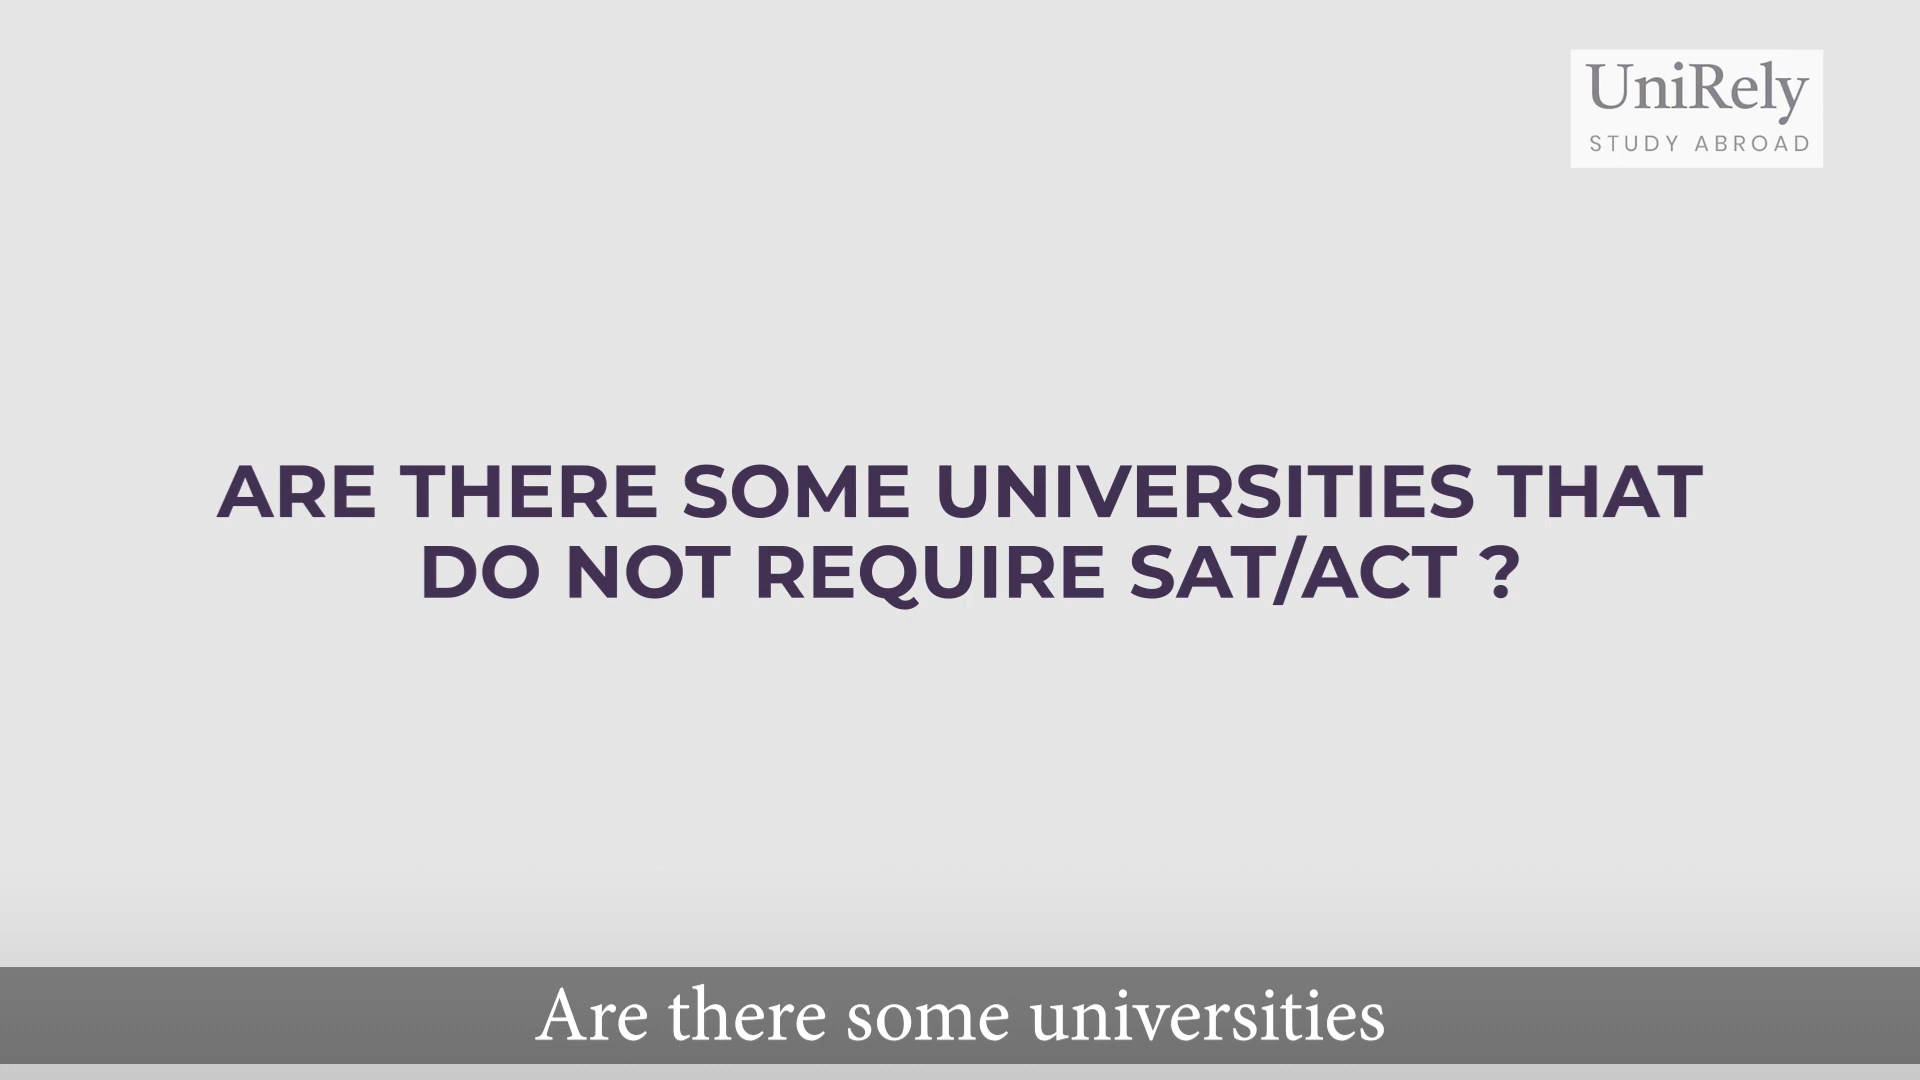 UniRely
STUDY ABROAD
ARE THERE SOME UNIVERSITIES THAT
DO NOT REQUIRE SAT/ACT ?
Are there some universities